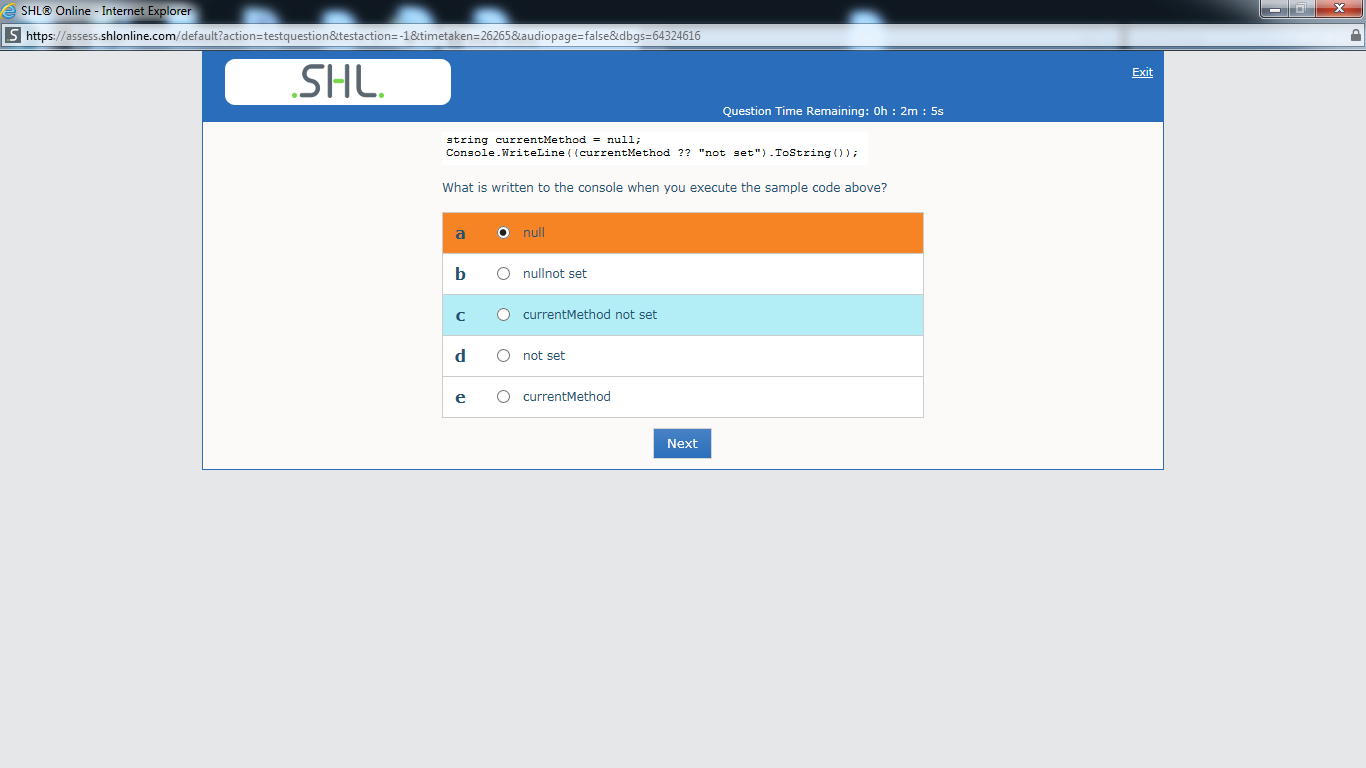 SHL® Online - Internet Explorer
https://assess.shlonline.com/default?action=testquestion&testaction=-1&timetaken=26265&audiopage=false&dbgs=64324616
SHL
Exit
Question Time Remaining: 0h : 2m : 5s
string currentMethod = null;
Console.WriteLine((currentMethod ?? "not set").ToString());
What is written to the console when you execute the sample code above?
a null
b nullnot set
c currentMethod not set
d not set
e currentMethod
Next